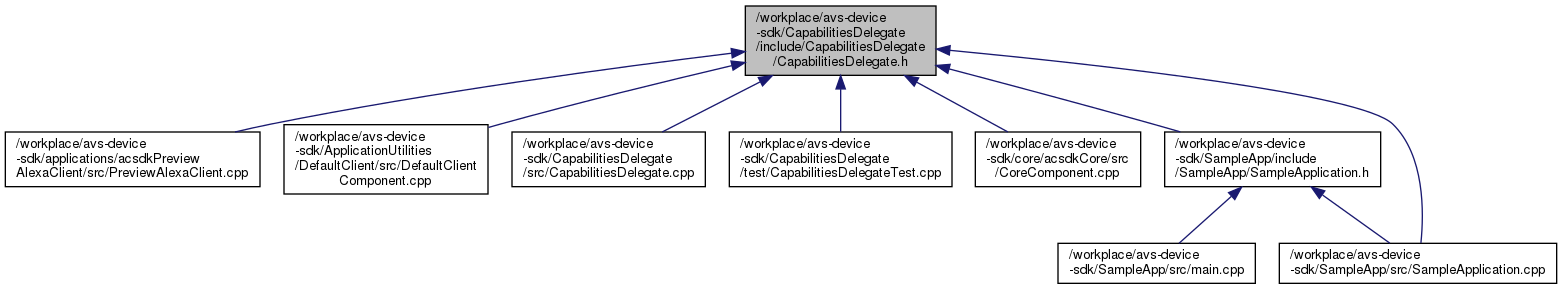 /workplace/avs-device
-sdk/CapabilitiesDelegate
/include/CapabilitiesDelegate
/CapabilitiesDelegate.h
/workplace/avs-device
-sdk/applications/acsdkPreview
AlexaClient/src/PreviewAlexaClient.cpp
/workplace/avs-device
-sdk/ApplicationUtilities
/DefaultClient/src/DefaultClient
Component.cpp
/workplace/avs-device
-sdk/CapabilitiesDelegate
/src/CapabilitiesDelegate.cpp
/workplace/avs-device
-sdk/CapabilitiesDelegate
/test/CapabilitiesDelegateTest.cpp
/workplace/avs-device
-sdk/core/acsdkCore/src
/CoreComponent.cpp
/workplace/avs-device
-sdk/SampleApp/include
/SampleApp/SampleApplication.h
/workplace/avs-device
-sdk/SampleApp/src/main.cpp
/workplace/avs-device
-sdk/SampleApp/src/SampleApplication.cpp